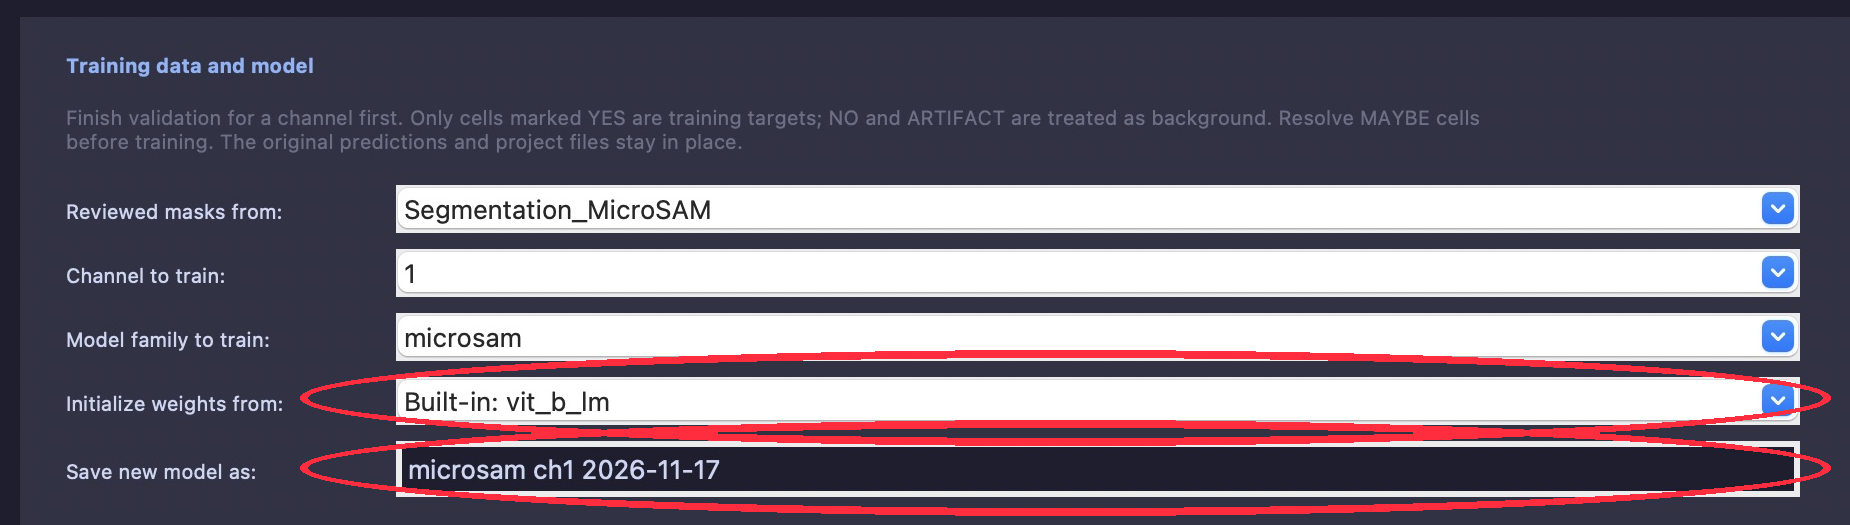 Training data and model
Finish validation for a channel first. Only cells marked YES are training targets; NO and ARTIFACT are treated as background. Resolve MAYBE cells
before training. The original predictions and project files stay in place.
Reviewed masks from: Segmentation_MicroSAM
Channel to train: 1
Model family to train: microsam
Initialize weights from: Built-in: vit_b_lm
Save new model as: microsam ch1 2026-11-17